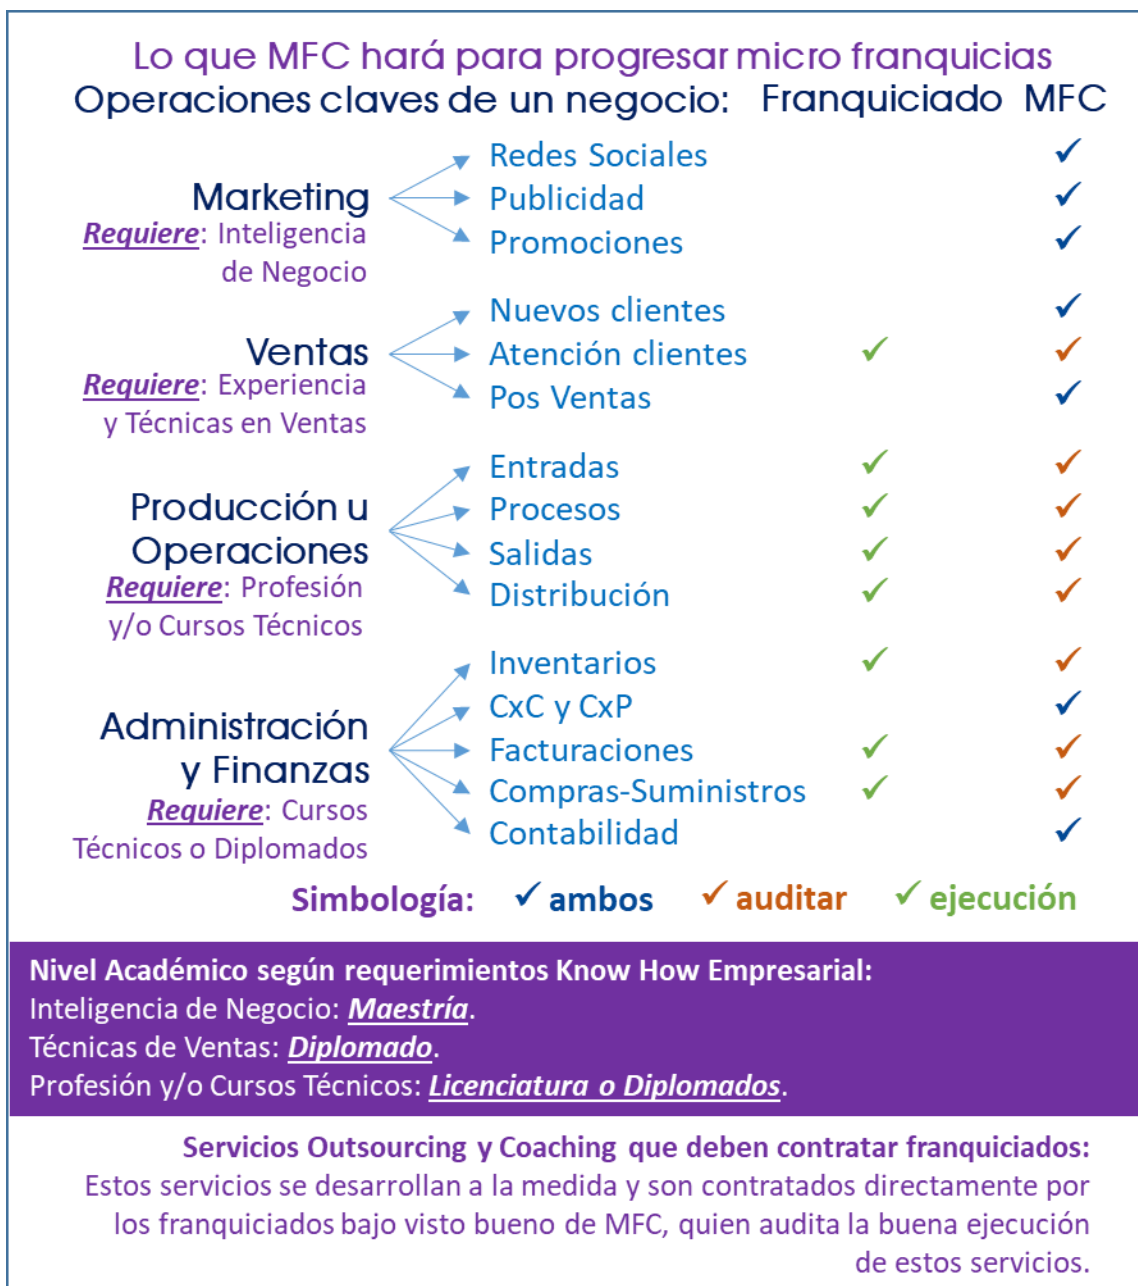 Lo que MFC hará para progresar micro franquicias
Operaciones claves de un negocio: Franquiciado MFC
Marketing
Requiere: Inteligencia
de Negocio
Redes Sociales ✓
Publicidad ✓
Promociones ✓
Ventas
Requiere: Experiencia
y Técnicas en Ventas
Nuevos clientes ✓
Atención clientes ✓ ✓
Pos Ventas ✓
Producción u
Operaciones
Requiere: Profesión
y/o Cursos Técnicos
Entradas ✓ ✓
Procesos ✓ ✓
Salidas ✓ ✓
Distribución ✓ ✓
Administración
y Finanzas
Requiere: Cursos
Técnicos o Diplomados
Inventarios ✓ ✓
CxC y CxP ✓
Facturaciones ✓ ✓
Compras-Suministros ✓ ✓
Contabilidad ✓
Simbología: ✓ ambos ✓ auditar ✓ ejecución
Nivel Académico según requerimientos Know How Empresarial:
Inteligencia de Negocio: Maestría.
Técnicas de Ventas: Diplomado.
Profesión y/o Cursos Técnicos: Licenciatura o Diplomados.
Servicios Outsourcing y Coaching que deben contratar franquiciados:
Estos servicios se desarrollan a la medida y son contratados directamente por
los franquiciados bajo visto bueno de MFC, quien audita la buena ejecución
de estos servicios.